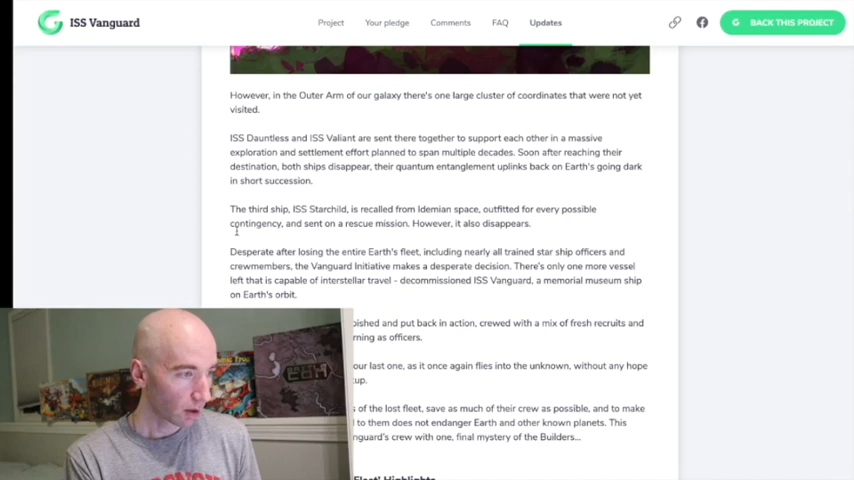 ISS Vanguard
Project Your pledge Comments FAQ Updates
G BACK THIS PROJECT
However, in the Outer Arm of our galaxy there's one large cluster of coordinates that were not yet
visited.
ISS Dauntless and ISS Valiant are sent there together to support each other in a massive
exploration and settlement effort planned to span multiple decades. Soon after reaching their
destination, both ships disappear, their quantum entanglement uplinks back on Earth's going dark
in short succession.
The third ship, ISS Starchild, is recalled from Idemian space, outfitted for every possible
contingency, and sent on a rescue mission. However, it also disappears.
Desperate after losing the entire Earth's fleet, including nearly all trained star ship officers and
crewmembers, the Vanguard Initiative makes a desperate decision. There's only one more vessel
left that is capable of interstellar travel - decommissioned ISS Vanguard, a memorial museum ship
on Earth's orbit.
bished and put back in action, crewed with a mix of fresh recruits and
rning as officers.
our last one, as it once again flies into the unknown, without any hope
kup.
s of the lost fleet, save as much of their crew as possible, and to make
d to them does not endanger Earth and other known planets. This
nguard's crew with one, final mystery of the Builders...
Fleet' Highlights